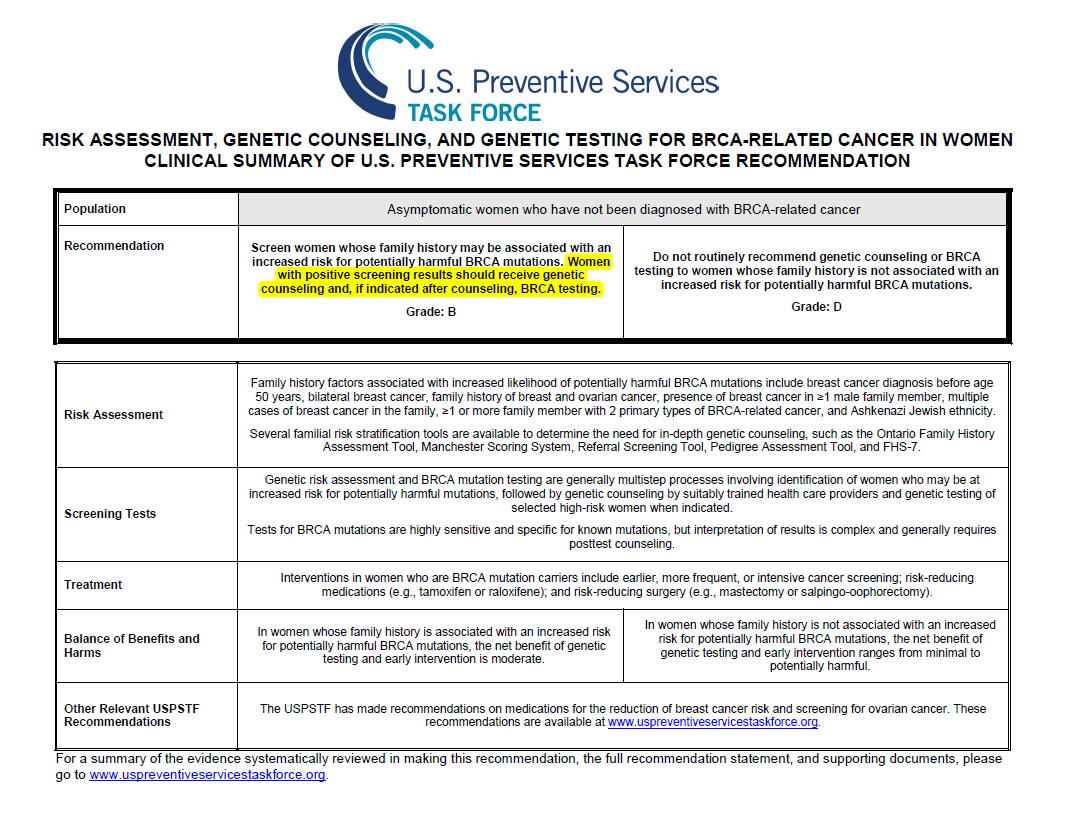 U.S. Preventive Services
TASK FORCE
RISK ASSESSMENT, GENETIC COUNSELING, AND GENETIC TESTING FOR BRCA-RELATED CANCER IN WOMEN
CLINICAL SUMMARY OF U.S. PREVENTIVE SERVICES TASK FORCE RECOMMENDATION
Population
Asymptomatic women who have not been diagnosed with BRCA-related cancer
Recommendation
Screen women whose family history may be associated with an
increased risk for potentially harmful BRCA mutations. Women
with positive screening results should receive genetic
counseling and, if indicated after counseling, BRCA testing.
Grade: B
Do not routinely recommend genetic counseling or BRCA
testing to women whose family history is not associated with an
increased risk for potentially harmful BRCA mutations.
Grade: D
Risk Assessment
Family history factors associated with increased likelihood of potentially harmful BRCA mutations include breast cancer diagnosis before age
50 years, bilateral breast cancer, family history of breast and ovarian cancer, presence of breast cancer in ≥1 male family member, multiple
cases of breast cancer in the family, ≥1 or more family member with 2 primary types of BRCA-related cancer, and Ashkenazi Jewish ethnicity.
Several familial risk stratification tools are available to determine the need for in-depth genetic counseling, such as the Ontario Family History
Assessment Tool, Manchester Scoring System, Referral Screening Tool, Pedigree Assessment Tool, and FHS-7.
Screening Tests
Genetic risk assessment and BRCA mutation testing are generally multistep processes involving identification of women who may be at
increased risk for potentially harmful mutations, followed by genetic counseling by suitably trained health care providers and genetic testing of
selected high-risk women when indicated.
Tests for BRCA mutations are highly sensitive and specific for known mutations, but interpretation of results is complex and generally requires
posttest counseling.
Treatment
Interventions in women who are BRCA mutation carriers include earlier, more frequent, or intensive cancer screening; risk-reducing
medications (e.g., tamoxifen or raloxifene); and risk-reducing surgery (e.g., mastectomy or salpingo-oophorectomy).
Balance of Benefits and
Harms
In women whose family history is associated with an increased risk
for potentially harmful BRCA mutations, the net benefit of genetic
testing and early intervention is moderate.
In women whose family history is not associated with an increased
risk for potentially harmful BRCA mutations, the net benefit of
genetic testing and early intervention ranges from minimal to
potentially harmful.
Other Relevant USPSTF
Recommendations
The USPSTF has made recommendations on medications for the reduction of breast cancer risk and screening for ovarian cancer. These
recommendations are available at www.uspreventiveservicestaskforce.org.
For a summary of the evidence systematically reviewed in making this recommendation, the full recommendation statement, and supporting documents, please
go to www.uspreventiveservicestaskforce.org.